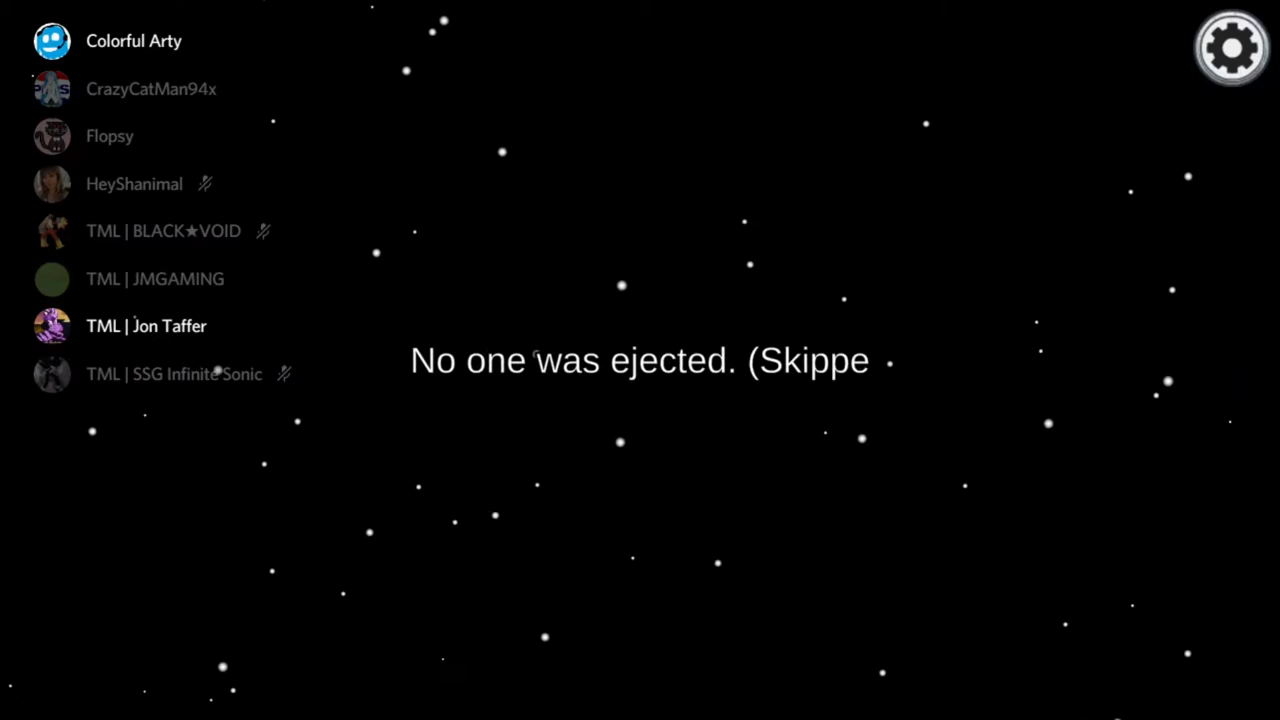 Colorful Arty
CrazyCatMan94x
Flopsy
HeyShanimal
TML | BLACK★VOID
TML | JMGAMING
TML | Jon Taffer
TML | SSG Infinite Sonic
No one was ejected. (Skippe